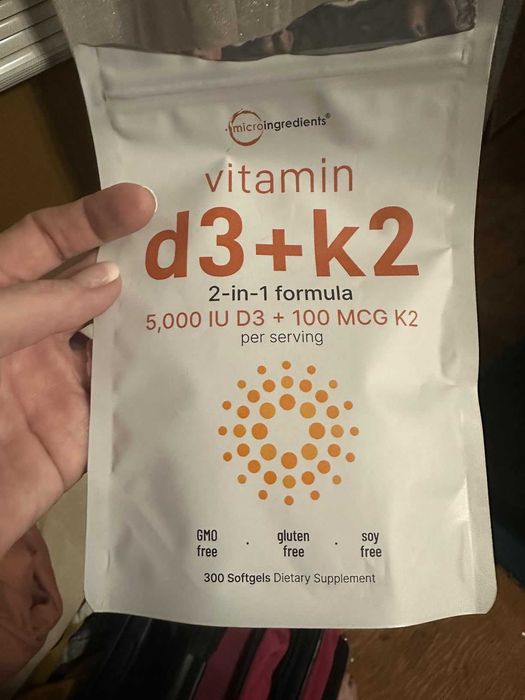 microingredients®
vitamin
d3+k2
2-in-1 formula
5,000 IU D3 + 100 MCG K2
per serving
GMO free · gluten free · soy free
300 Softgels Dietary Supplement